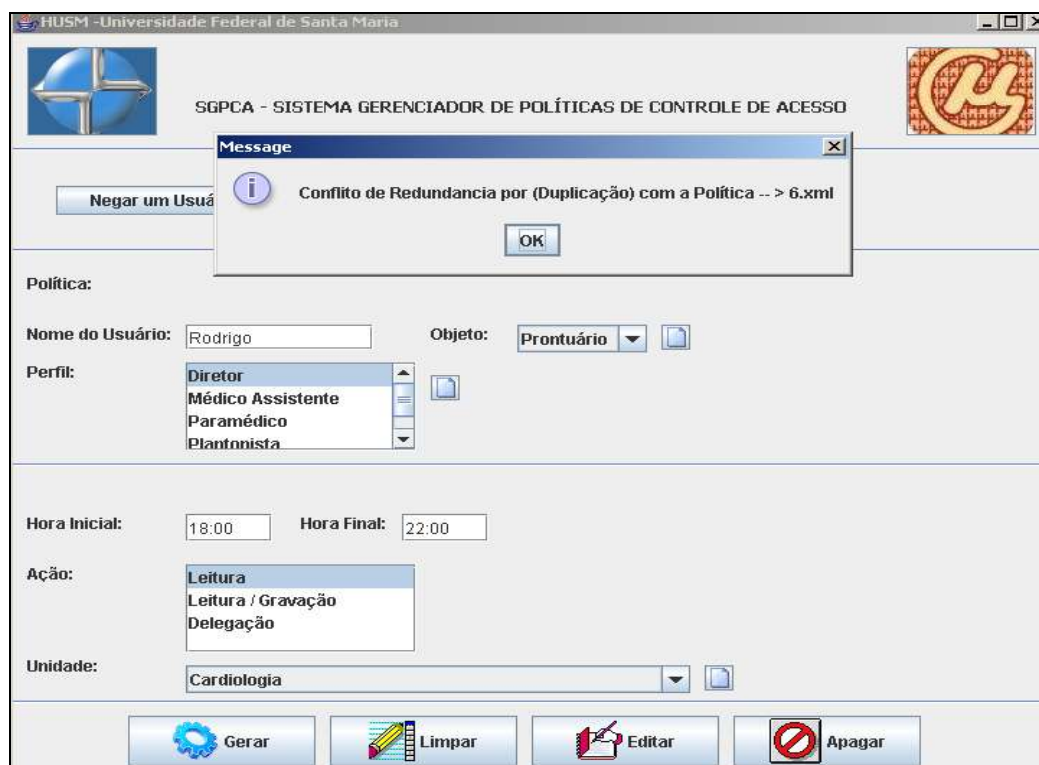 HUSM -Universidade Federal de Santa Maria
SGPCA - SISTEMA GERENCIADOR DE POLÍTICAS DE CONTROLE DE ACESSO
Message
Conflito de Redundancia por (Duplicação) com a Política -- > 6.xml
OK
Negar um Usuá
Política:
Nome do Usuário: Rodrigo Objeto: Prontuário
Perfil: Diretor
Médico Assistente
Paramédico
Plantonista
Hora Inicial: 18:00 Hora Final: 22:00
Ação: Leitura
Leitura / Gravação
Delegação
Unidade: Cardiologia
Gerar Limpar Editar Apagar